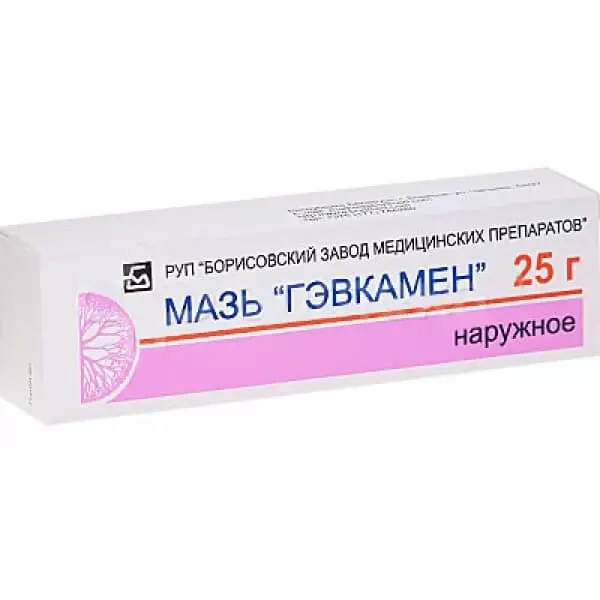 РУП "БОРИСОВСКИЙ ЗАВОД МЕДИЦИНСКИХ ПРЕПАРАТОВ"
МАЗЬ "ГЭВКАМЕН" 25 г
наружное